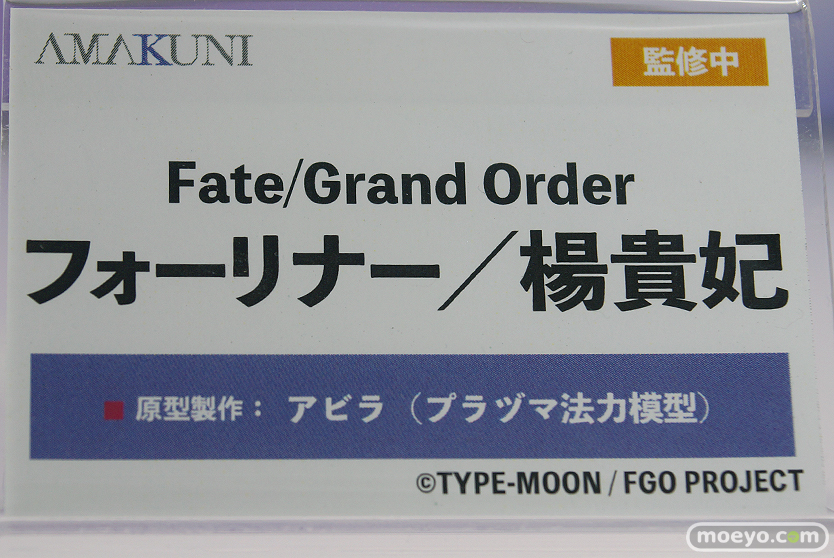 AMAKUNI
監修中
Fate/Grand Order
フォーリナー／楊貴妃
■ 原型製作： アビラ（プラヅマ法力模型）
©TYPE-MOON / FGO PROJECT
moeyo.com